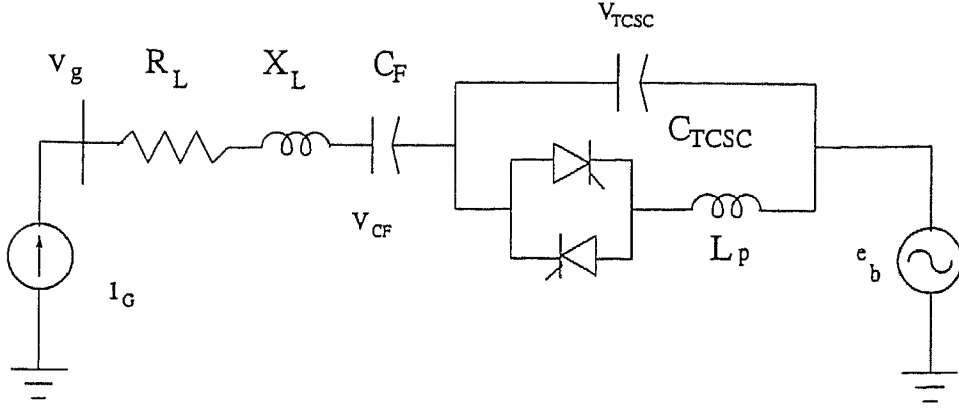 V_TCSC
V_g
R_L
X_L
C_F
C_TCSC
V_CF
L_P
e_b
I_G